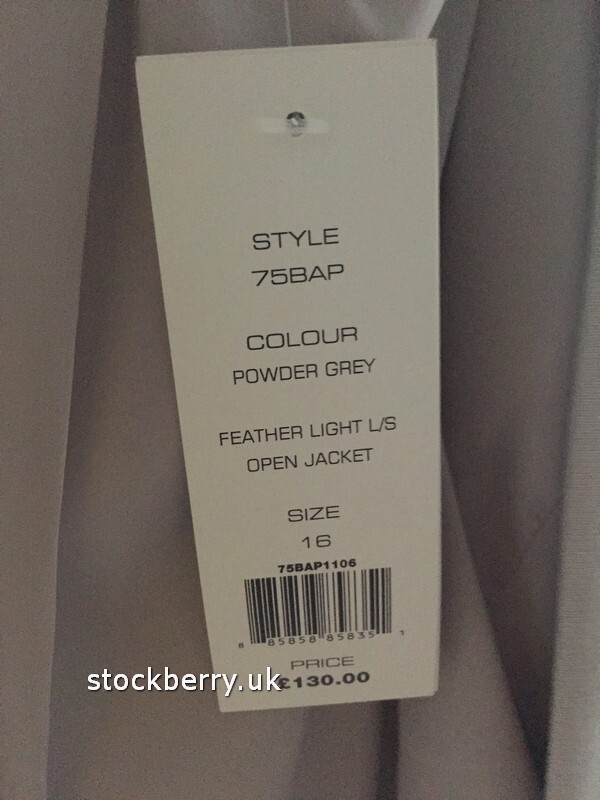 STYLE
75BAP
COLOUR
POWDER GREY
FEATHER LIGHT L/S
OPEN JACKET
SIZE
16
75BAP1106
8 85858 85835 1
PRICE
£130.00
stockberry.uk